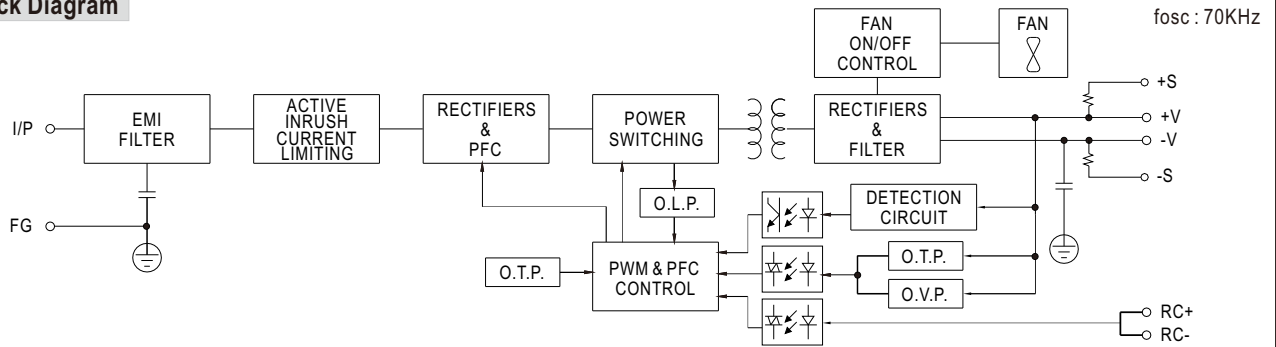 ck Diagram
fosc : 70KHz
FAN
ON/OFF
CONTROL
FAN
I/P
EMI
FILTER
ACTIVE
INRUSH
CURRENT
LIMITING
RECTIFIERS
&
PFC
POWER
SWITCHING
RECTIFIERS
&
FILTER
+S
+V
-V
-S
FG
O.L.P.
DETECTION
CIRCUIT
O.T.P.
PWM & PFC
CONTROL
O.T.P.
O.V.P.
RC+
RC-